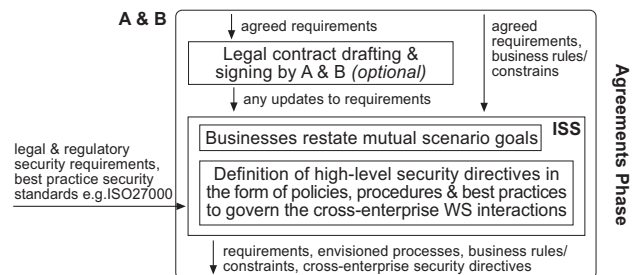 A & B
agreed requirements
Legal contract drafting &
signing by A & B (optional)
agreed
requirements,
business rules/
constrains
any updates to requirements
ISS
Businesses restate mutual scenario goals
legal & regulatory
security requirements,
best practice security
standards e.g.ISO27000
Definition of high-level security directives in
the form of policies, procedures & best practices
to govern the cross-enterprise WS interactions
requirements, envisioned processes, business rules/
constraints, cross-enterprise security directives
Agreements Phase